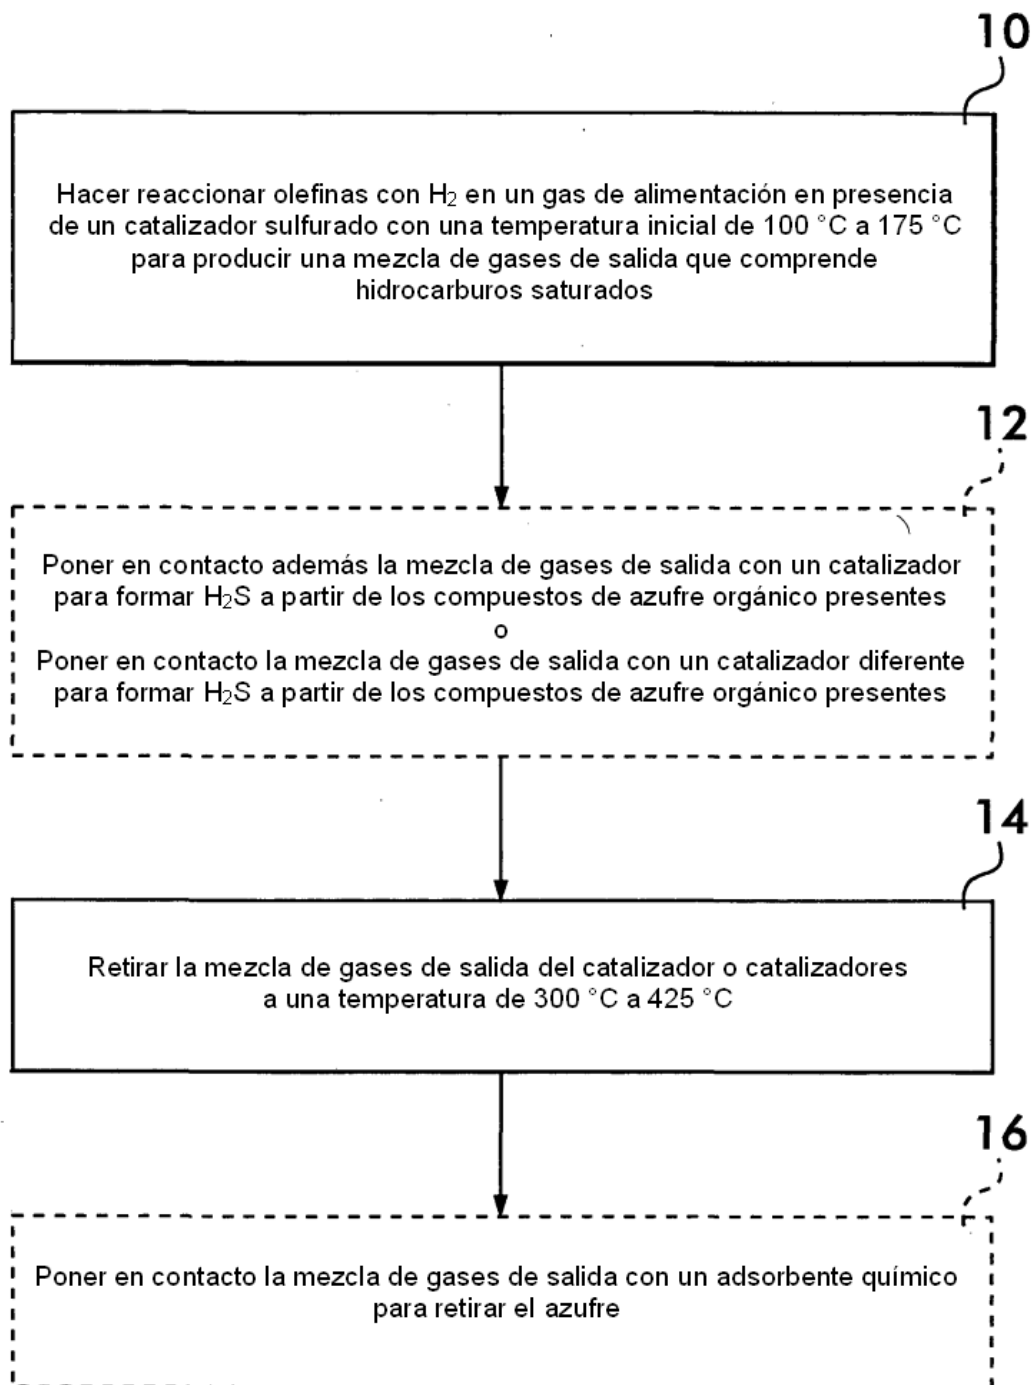 10
Hacer reaccionar olefinas con H₂ en un gas de alimentación en presencia
de un catalizador sulfurado con una temperatura inicial de 100 °C a 175 °C
para producir una mezcla de gases de salida que comprende
hidrocarburos saturados
12
Poner en contacto además la mezcla de gases de salida con un catalizador
para formar H₂S a partir de los compuestos de azufre orgánico presentes
o
Poner en contacto la mezcla de gases de salida con un catalizador diferente
para formar H₂S a partir de los compuestos de azufre orgánico presentes
14
Retirar la mezcla de gases de salida del catalizador o catalizadores
a una temperatura de 300 °C a 425 °C
16
Poner en contacto la mezcla de gases de salida con un adsorbente químico
para retirar el azufre